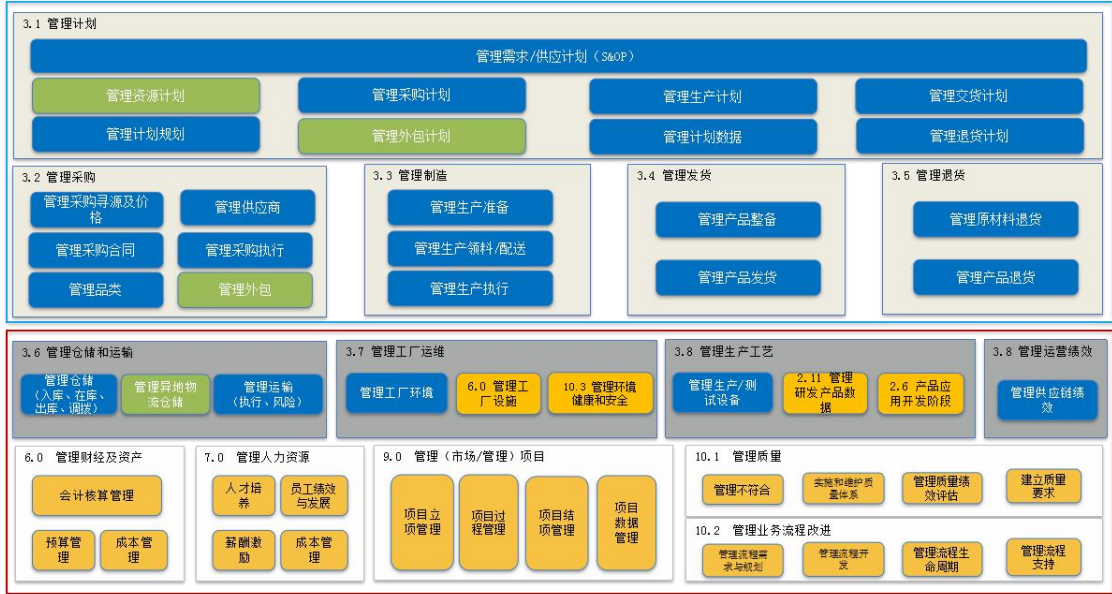 3.1 管理计划
管理需求/供应计划（S&OP）
管理资源计划
管理采购计划
管理生产计划
管理交货计划
管理计划规划
管理外包计划
管理计划数据
管理退货计划
3.2 管理采购
管理采购寻源及价
格
管理供应商
管理采购合同
管理采购执行
管理品类
管理外包
3.3 管理制造
管理生产准备
管理生产领料/配送
管理生产执行
3.4 管理发货
管理产品整备
管理产品发货
3.5 管理退货
管理原材料退货
管理产品退货
3.6 管理仓储和运输
管理仓储
（入库、在库、
出库、调拨）
管理异地物
流仓储
管理运输
（执行、风险）
3.7 管理工厂运维
管理工厂环境
6.0 管理工
厂设施
10.3 管理环境
健康和安全
3.8 管理生产工艺
管理生产/测
试设备
2.11 管理
研发产品数
据
2.6 产品应
用开发阶段
3.8 管理运营绩效
管理供应链绩
效
6.0 管理财经及资产
会计核算管理
预算管
理
成本管
理
7.0 管理人力资源
人才培
养
员工绩效
与发展
薪酬激
励
成本管
理
9.0 管理（市场/管理）项目
项目立
项管理
项目过
程管理
项目结
项管理
项目
数据
管理
10.1 管理质量
管理不符合
实施和维护质
量体系
管理质量绩
效评估
建立质量
要求
10.2 管理业务流程改进
管理流程需
求与规划
管理流程开
发
管理流程生
命周期
管理流程
支持